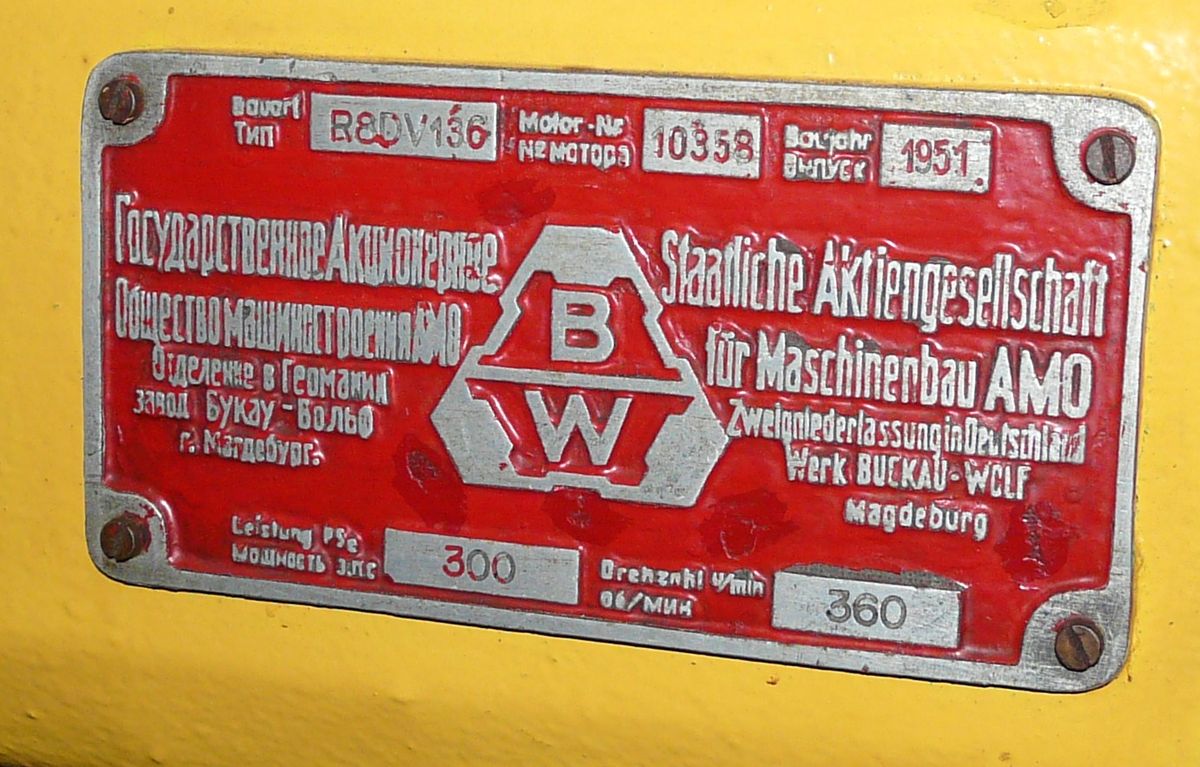 Bauart
Тип
R8DV136
Motor-Nr
№ мотора
10358
Baujahr
Выпуск
1951
Государственное Акционерное
Общество машиностроения АМО
Отделение в Германии
завод Букау-Вольф
г. Магдебург.
B
W
Staatliche Aktiengesellschaft
für Maschinenbau AMO
Zweigniederlassung in Deutschland
Werk BUCKAU-WOLF
Magdeburg
Leistung PSe
Мощность э.л.с
300
Drehzahl U/min
Об/мин
360